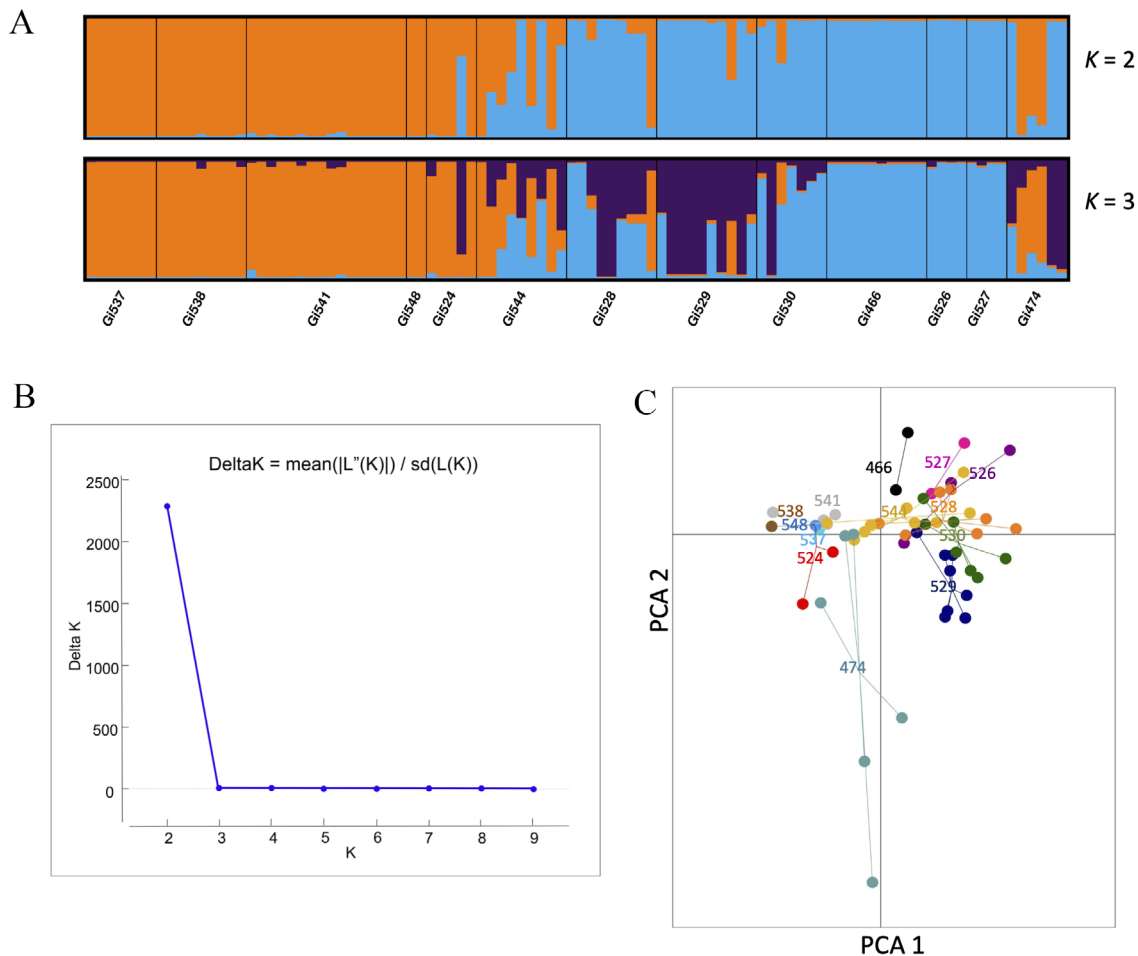 A
K = 2
K = 3
Gi537
Gi538
Gi541
Gi548
Gi524
Gi544
Gi528
Gi529
Gi530
Gi466
Gi526
Gi527
Gi474
B
DeltaK = mean(|L"(K)|) / sd(L(K))
2500
2000
1500
1000
500
0
Delta K
2 3 4 5 6 7 8 9
K
C
466
527
526
541
538
544
528
548
537
530
524
529
474
PCA 2
PCA 1